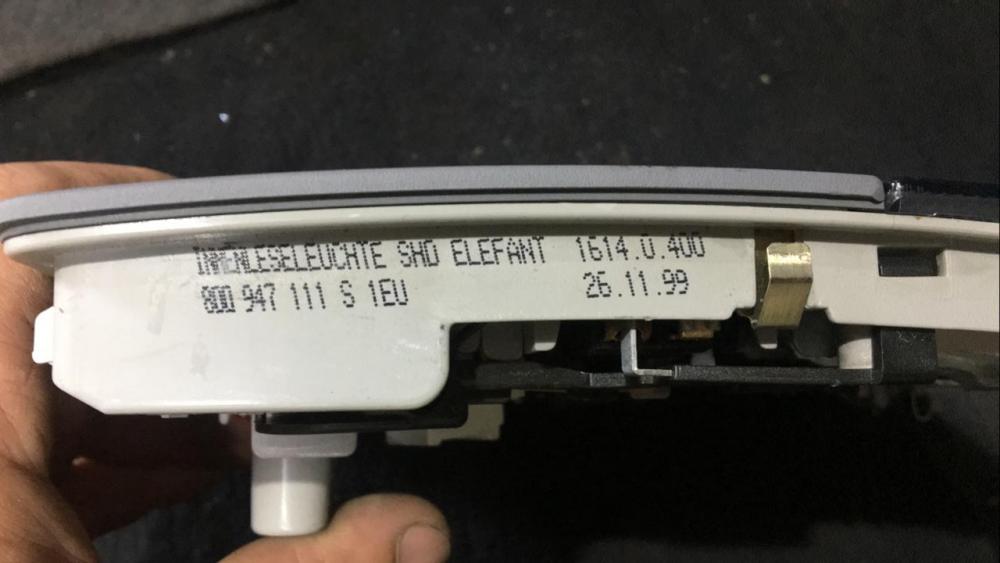 INNENLESELEUCHTE SHD ELEFANT 1614.0.400
8D0 947 111 S 1EU 26.11.99